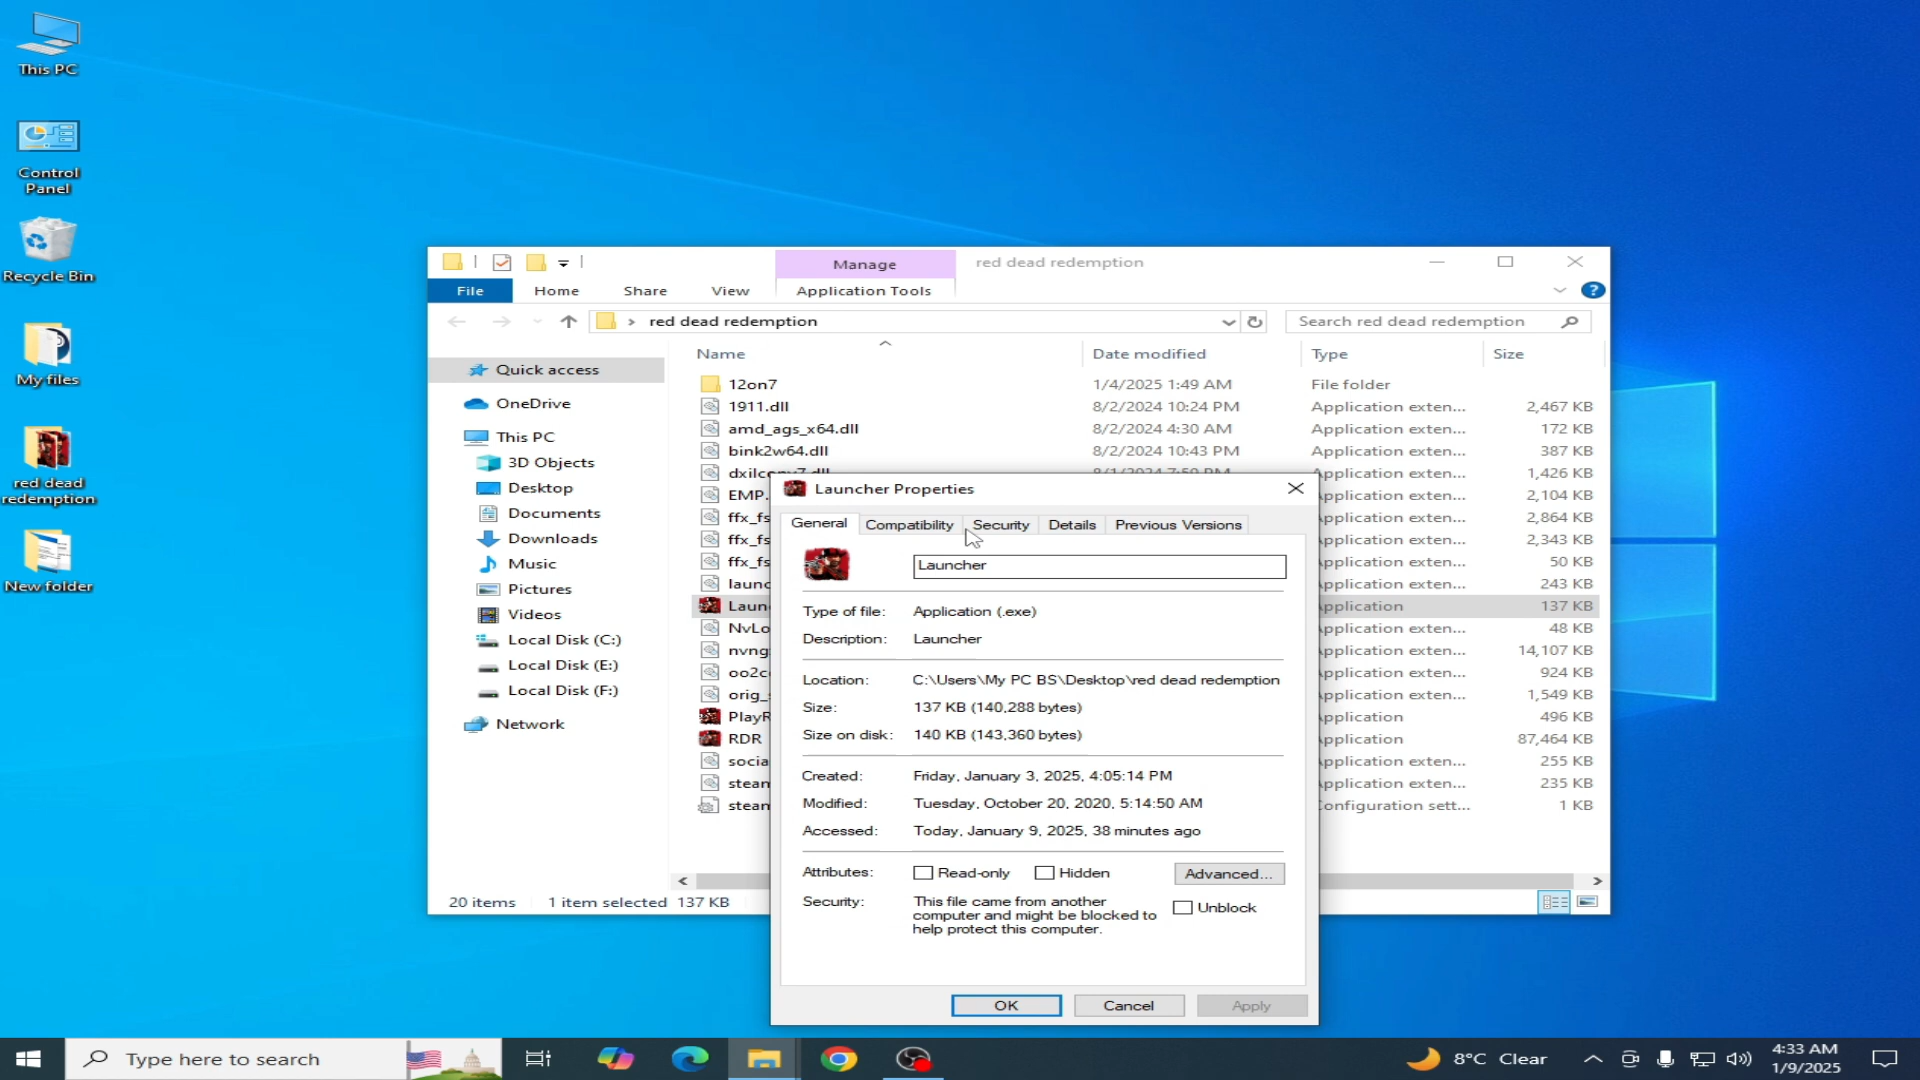 This PC
Control
Panel
Recycle Bin
My files
red dead
redemption
New folder
Manage
red dead redemption
File
Home
Share
View
Application Tools
red dead redemption
Search red dead redemption
Name
Date modified
Type
Size
Quick access
OneDrive
This PC
3D Objects
Desktop
Documents
Downloads
Music
Pictures
Videos
Local Disk (C:)
Local Disk (E:)
Local Disk (F:)
Network
12on7 1/4/2025 1:49 AM File folder
1911.dll 8/2/2024 10:24 PM Application exten... 2,467 KB
amd_ags_x64.dll 8/2/2024 4:30 AM Application exten... 172 KB
bink2w64.dll 8/2/2024 10:43 PM Application exten... 387 KB
Application exten... 1,426 KB
EMP. Application exten... 2,104 KB
ffx_fs Application exten... 2,864 KB
ffx_fs Application exten... 2,343 KB
ffx_fs Application exten... 50 KB
launc Application exten... 243 KB
Laun Application 137 KB
NvLo Application exten... 48 KB
nvng Application exten... 14,107 KB
oo2c Application exten... 924 KB
orig_ Application exten... 1,549 KB
PlayR Application 496 KB
RDR Application 87,464 KB
socia Application exten... 255 KB
stean Application exten... 235 KB
stean Configuration sett... 1 KB
20 items
1 item selected 137 KB
Launcher Properties
General
Compatibility
Security
Details
Previous Versions
Launcher
Type of file: Application (.exe)
Description: Launcher
Location: C:\Users\My PC BS\Desktop\red dead redemption
Size: 137 KB (140,288 bytes)
Size on disk: 140 KB (143,360 bytes)
Created: Friday, January 3, 2025, 4:05:14 PM
Modified: Tuesday, October 20, 2020, 5:14:50 AM
Accessed: Today, January 9, 2025, 38 minutes ago
Attributes: Read-only Hidden Advanced...
Security: This file came from another
computer and might be blocked to
help protect this computer.
Unblock
OK
Cancel
Apply
Type here to search
8°C Clear
4:33 AM
1/9/2025